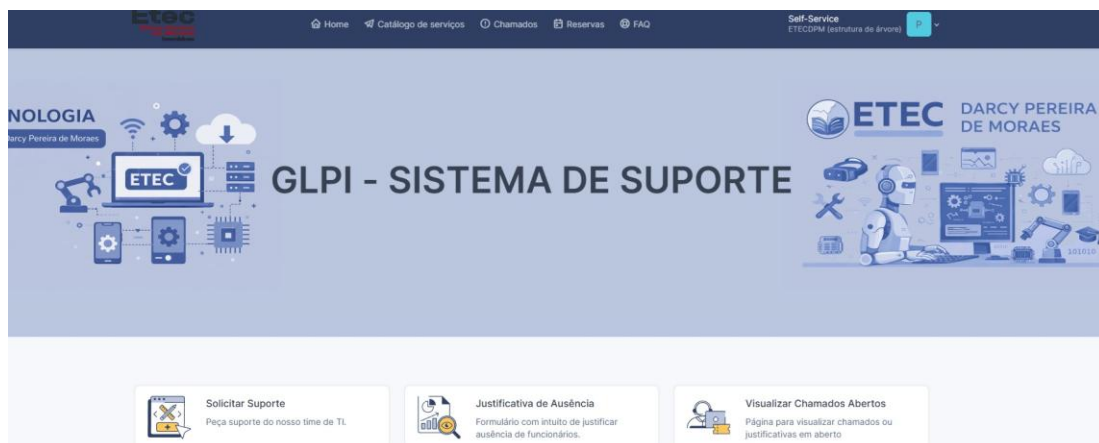 Etec
Home
Catálogo de serviços
Chamados
Reservas
FAQ
Self-Service
ETECDPM (estrutura de árvore)
P
NOLOGIA
Darcy Pereira de Moraes
ETEC
GLPI - SISTEMA DE SUPORTE
ETEC
DARCY PEREIRA
DE MORAES
101010
Solicitar Suporte
Peça suporte do nosso time de TI.
Justificativa de Ausência
Formulário com intuito de justificar
ausência de funcionários.
Visualizar Chamados Abertos
Página para visualizar chamados ou
justificativas em aberto